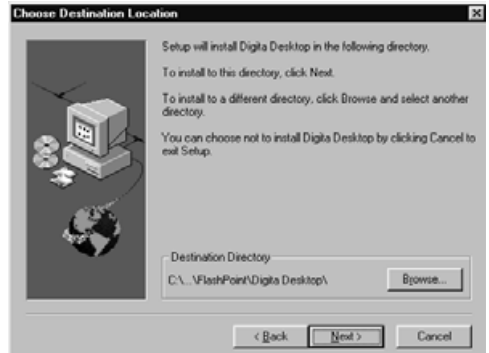 Choose Destination Location
Setup will install Digita Desktop in the following directory.
To install to this directory, click Next.
To install to a different directory, click Browse and select another
directory.
You can choose not to install Digita Desktop by clicking Cancel to
exit Setup.
Destination Directory
C:\...\FlashPoint\Digita Desktop\
Browse...
< Back
Next >
Cancel